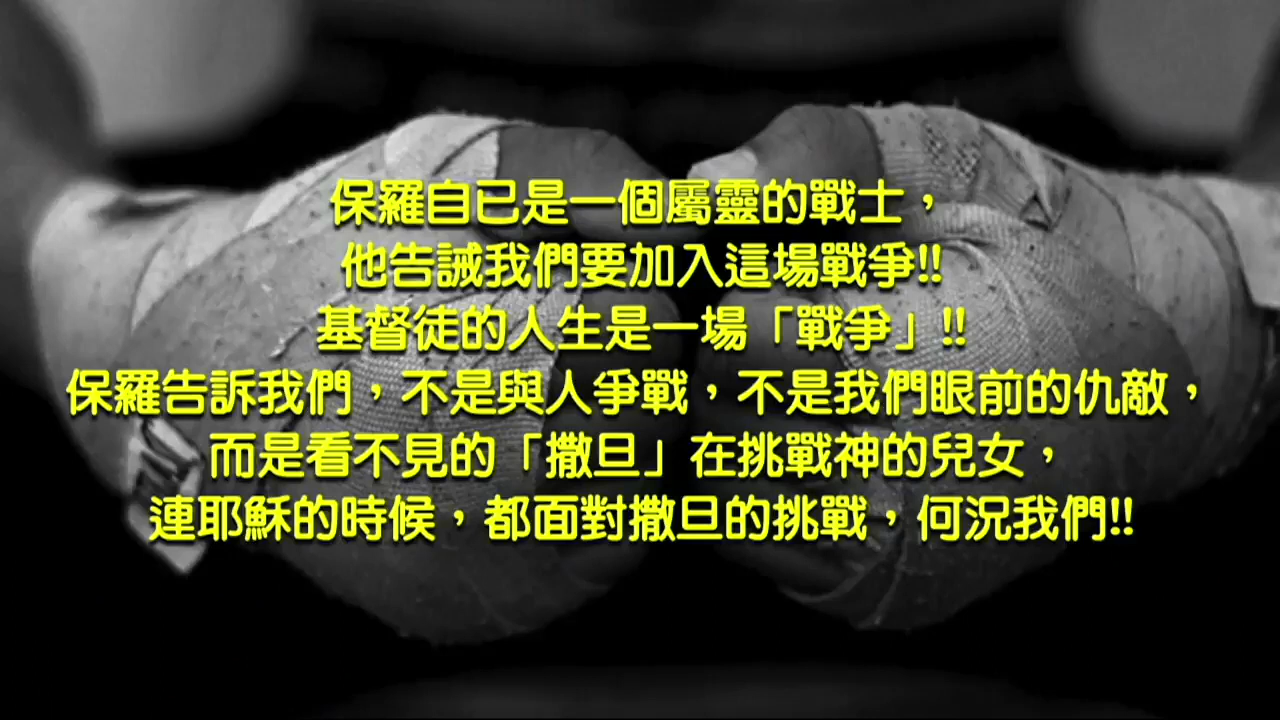 保羅自已是一個屬靈的戰士，
他告誡我們要加入這場戰爭!!
基督徒的人生是一場「戰爭」!!
保羅告訴我們，不是與人爭戰，不是我們眼前的仇敵，
而是看不見的「撒旦」在挑戰神的兒女，
連耶穌的時候，都面對撒旦的挑戰，何況我們!!